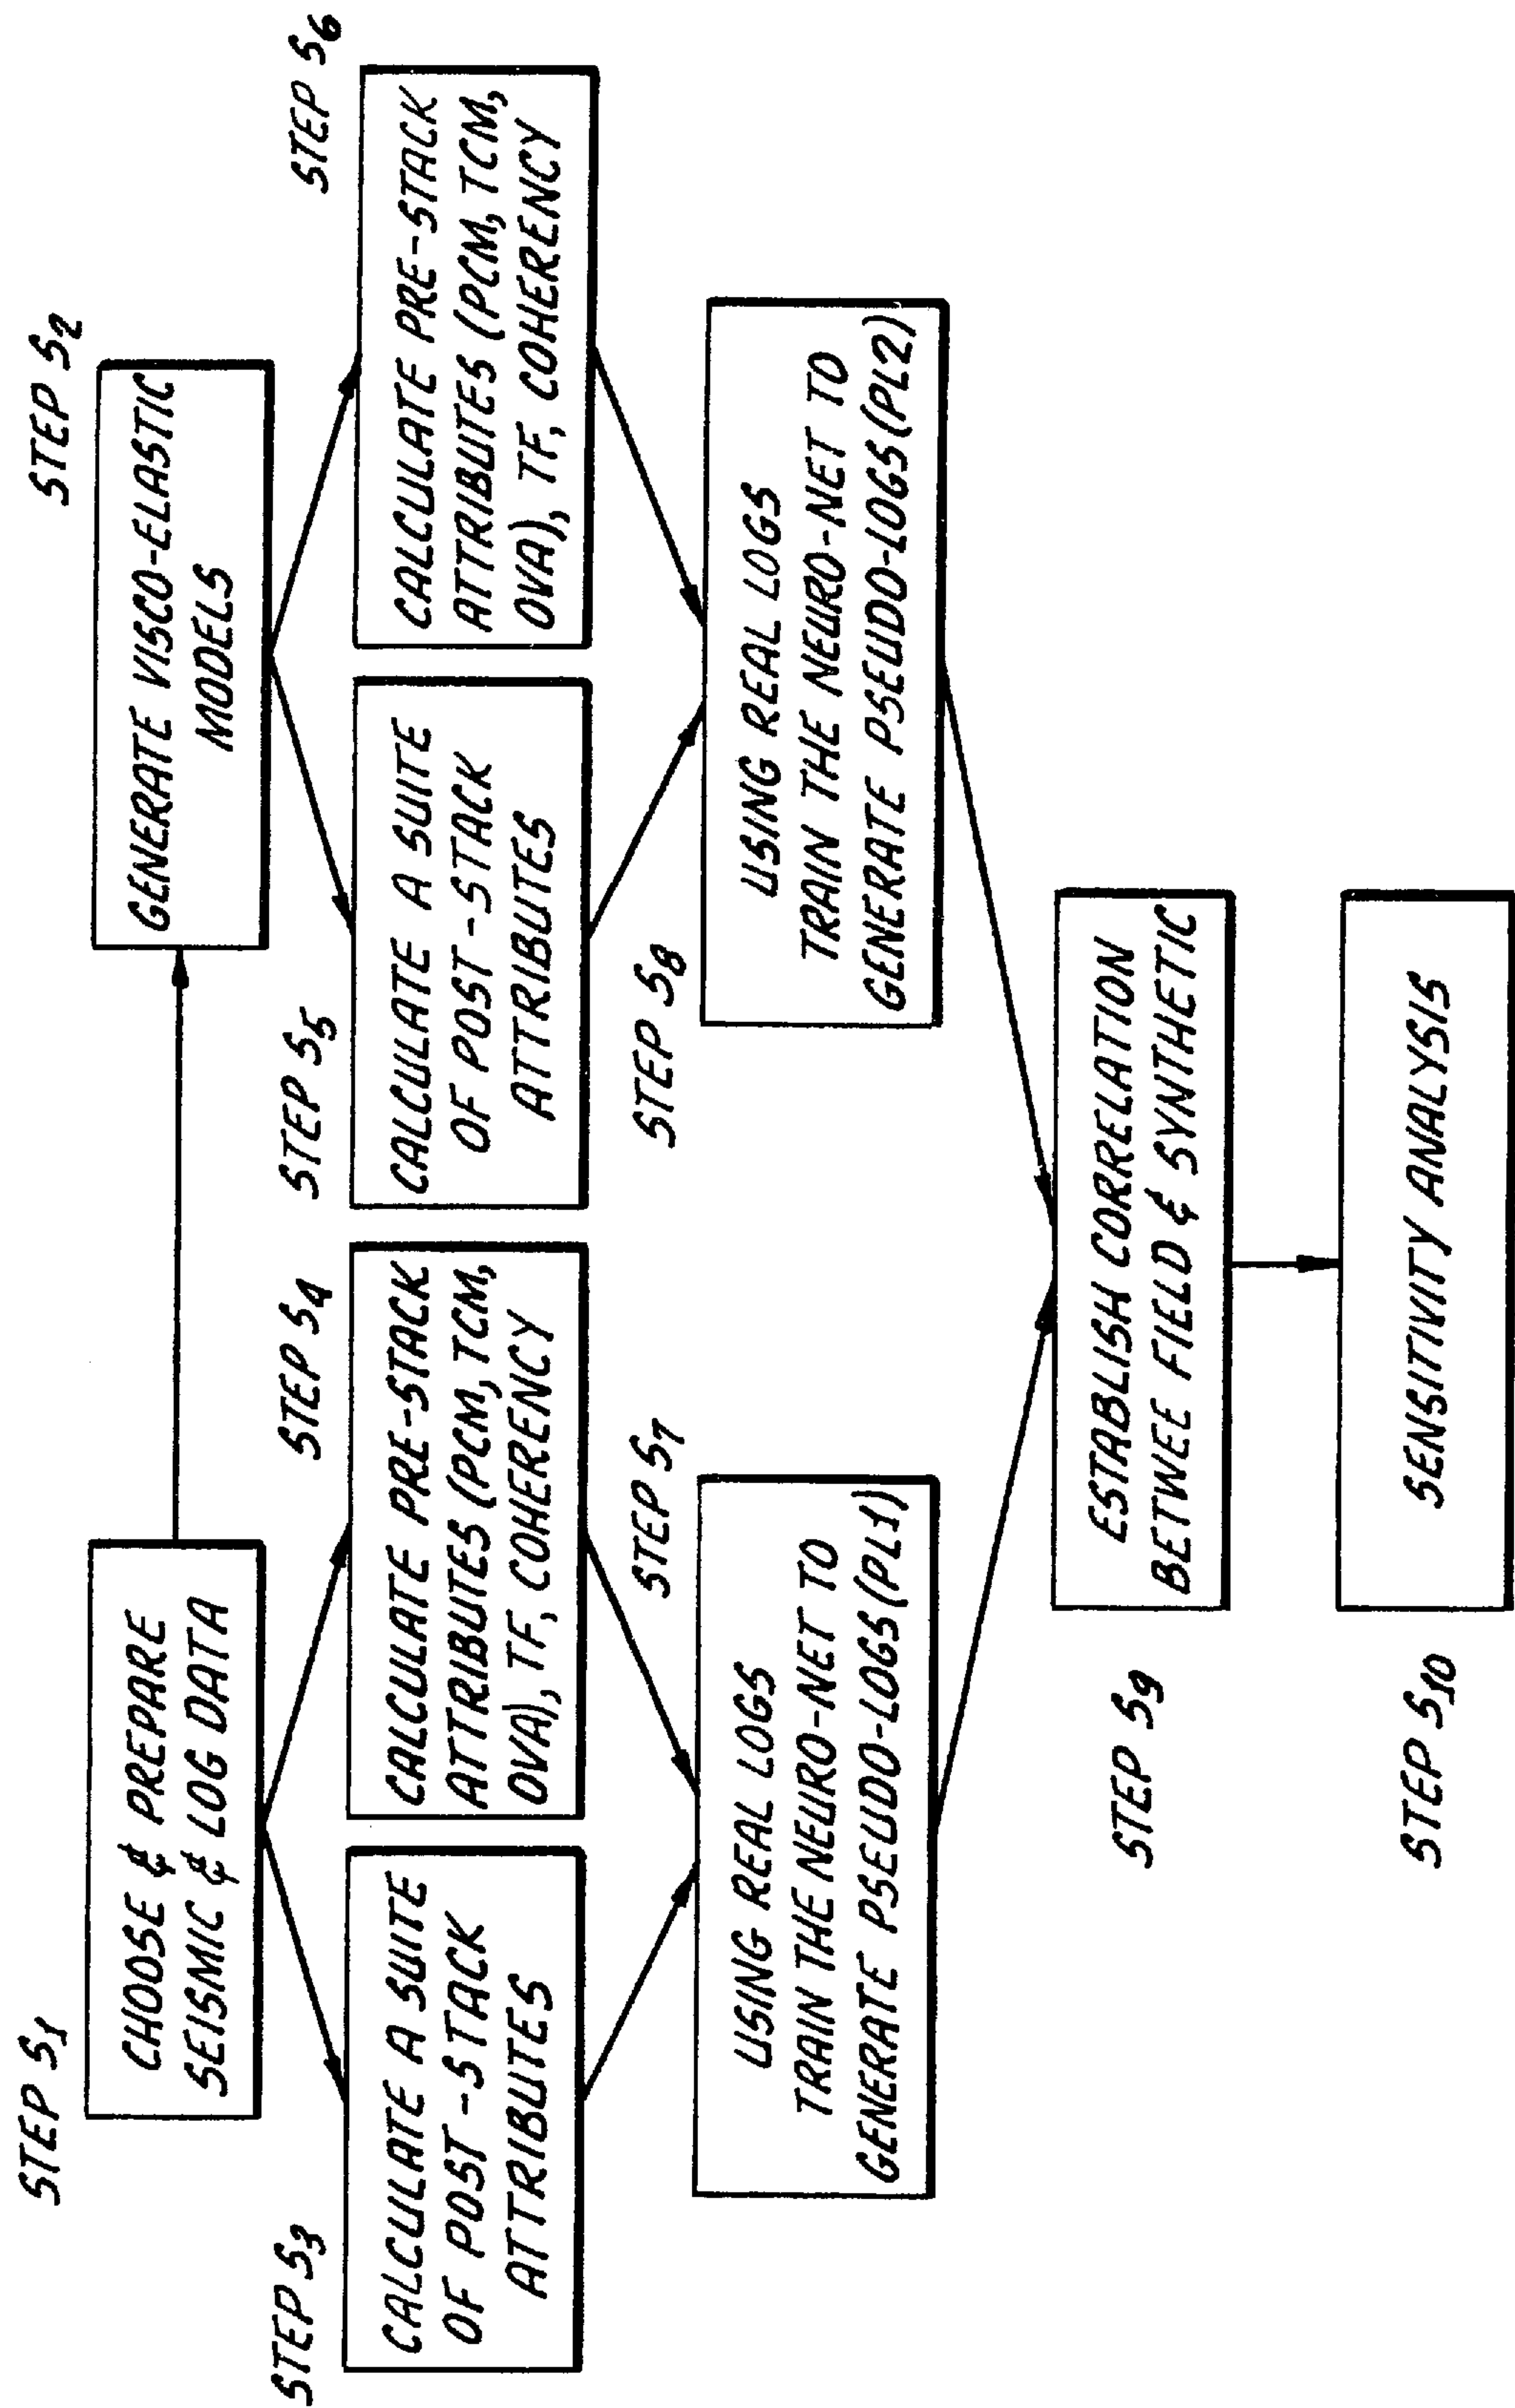 STEP S1
CHOOSE & PREPARE
SEISMIC & LOG DATA
STEP S2
GENERATE VISCO-ELASTIC
MODELS
STEP S3
CALCULATE A SUITE
OF POST-STACK
ATTRIBUTES
STEP S4
CALCULATE PRE-STACK
ATTRIBUTES (PCM, TCM,
OVA), TF, COHERENCY
STEP S5
CALCULATE A SUITE
OF POST-STACK
ATTRIBUTES
STEP S6
CALCULATE PRE-STACK
ATTRIBUTES (PCM, TCM,
OVA), TF, COHERENCY
STEP S7
USING REAL LOGS
TRAIN THE NEURO-NET TO
GENERATE PSEUDO-LOGS (PL1)
STEP S8
USING REAL LOGS
TRAIN THE NEURO-NET TO
GENERATE PSEUDO-LOGS (PL2)
STEP S9
ESTABLISH CORRELATION
BETWEE FIELD & SYNTHETIC
STEP S10
SENSITIVITY ANALYSIS